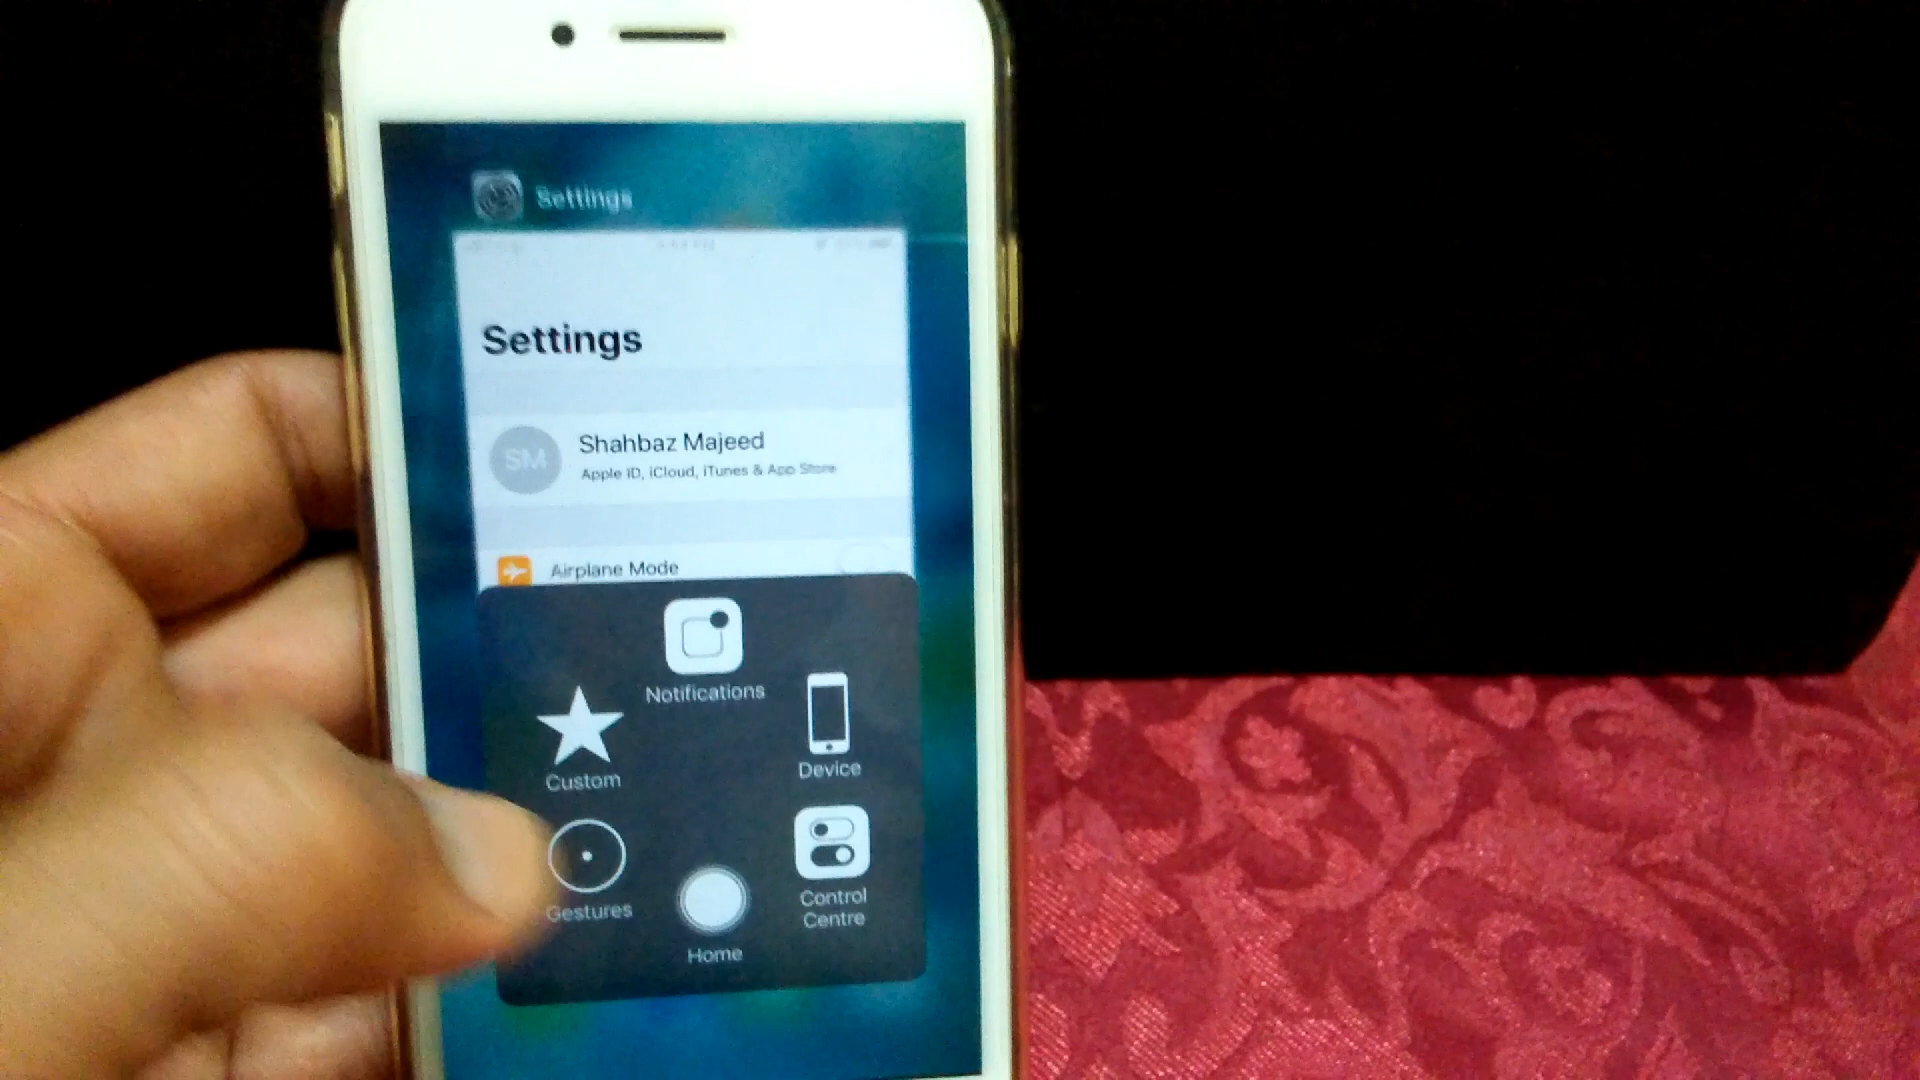 Settings
Settings
SM
Shahbaz Majeed
Apple ID, iCloud, iTunes & App Store
Airplane Mode
Notifications
Custom
Device
Gestures
Control
Centre
Home